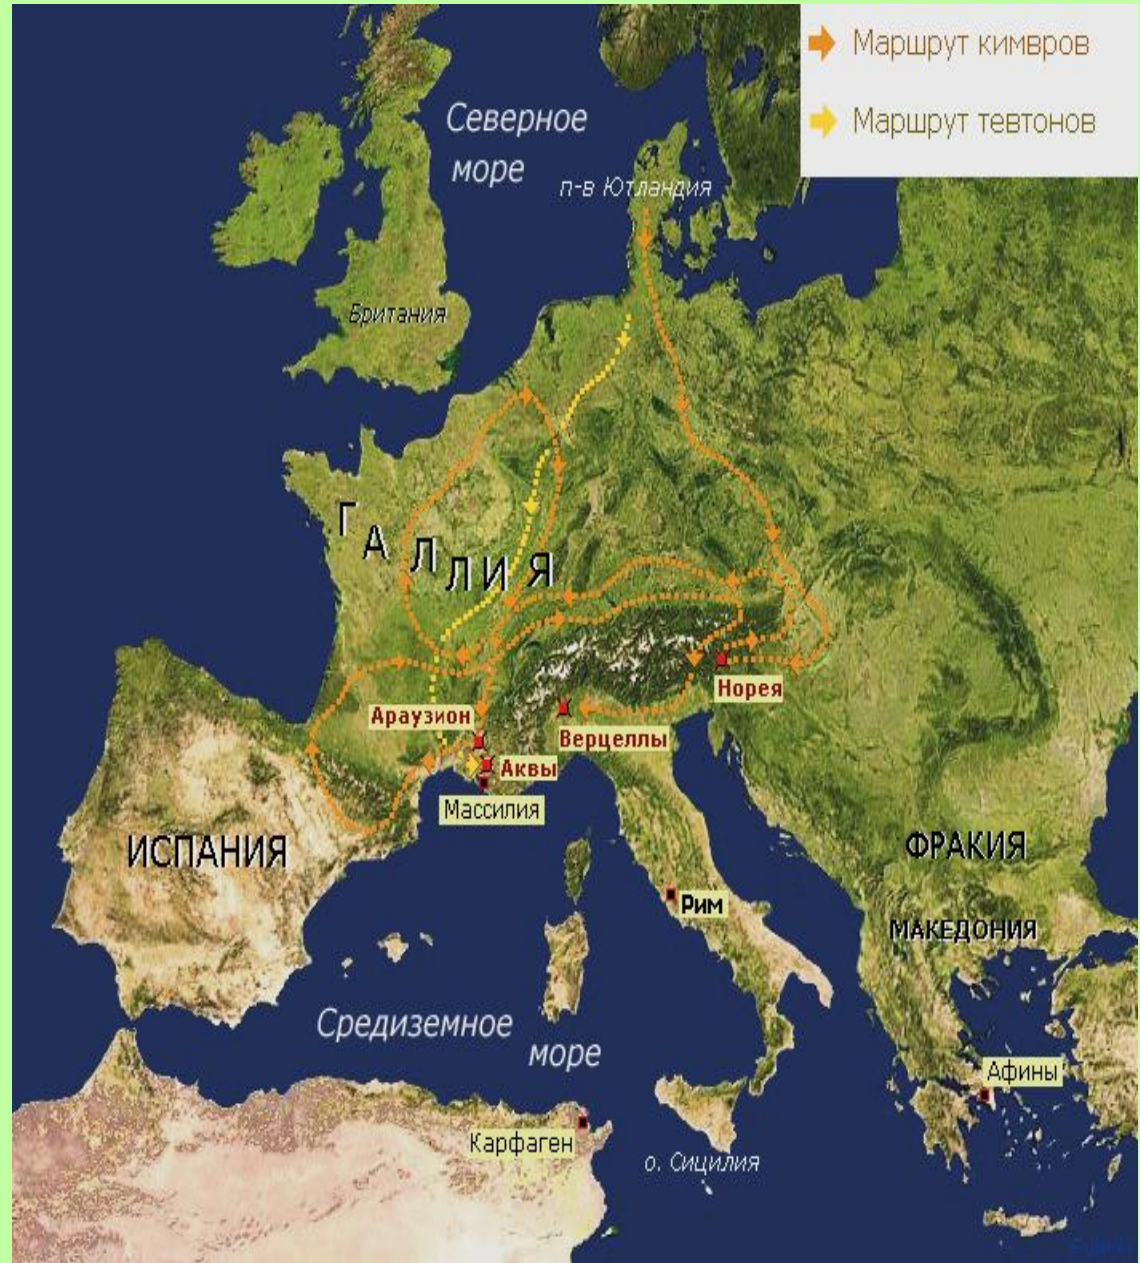 Маршрут кимвров
Маршрут тевтонов
Северное
море
п-в Ютландия
Британия
ГАЛЛИЯ
Норея
Араузион
Верцеллы
Аквы
Массилия
ИСПАНИЯ
ФРАКИЯ
Рим
МАКЕДОНИЯ
Средиземное
море
Афины
Карфаген
о. Сицилия